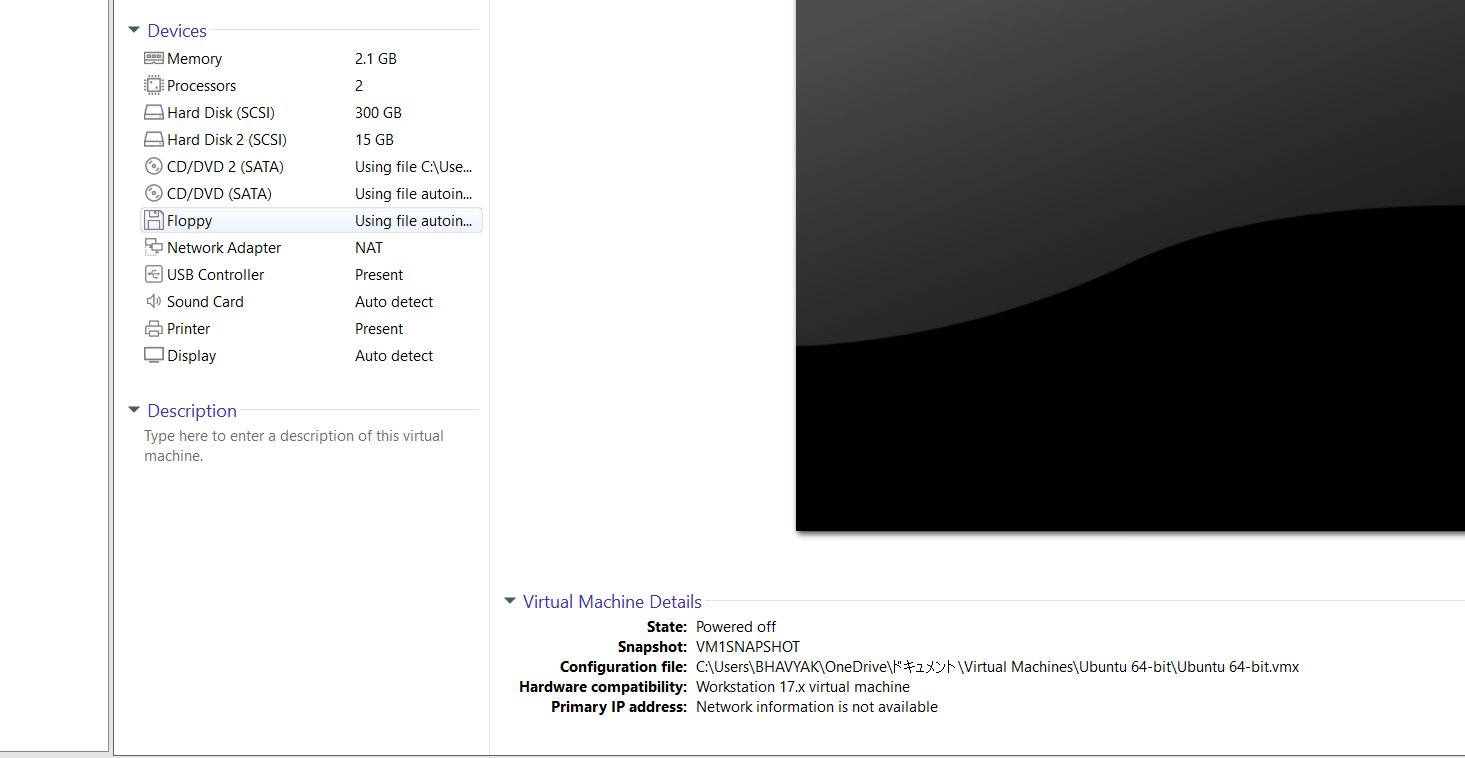 Devices
Memory 2.1 GB
Processors 2
Hard Disk (SCSI) 300 GB
Hard Disk 2 (SCSI) 15 GB
CD/DVD 2 (SATA) Using file C:\Use...
CD/DVD (SATA) Using file autoin...
Floppy Using file autoin...
Network Adapter NAT
USB Controller Present
Sound Card Auto detect
Printer Present
Display Auto detect
Description
Type here to enter a description of this virtual
machine.
Virtual Machine Details
State: Powered off
Snapshot: VM1SNAPSHOT
Configuration file: C:\Users\BHAVYAK\OneDrive\ドキュメント\Virtual Machines\Ubuntu 64-bit\Ubuntu 64-bit.vmx
Hardware compatibility: Workstation 17.x virtual machine
Primary IP address: Network information is not available